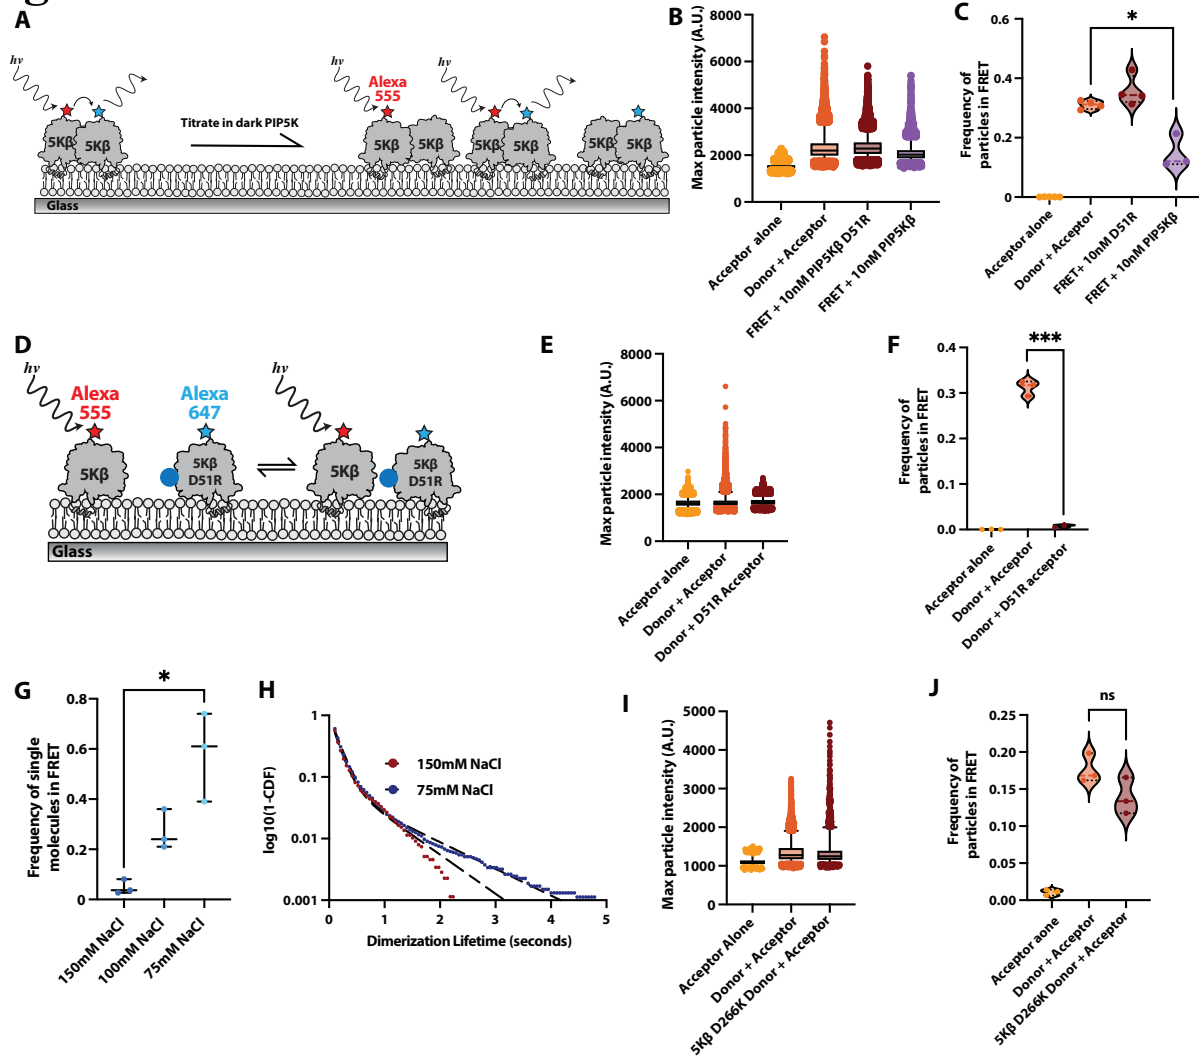 A
hν
hν
Alexa
555
hν
5Kβ
5Kβ
Titrate in dark PIP5K
5Kβ
5Kβ
5Kβ
5Kβ
5Kβ
5Kβ
Glass
B
8000
6000
4000
2000
0
Max particle intensity (A.U.)
Acceptor alone
Donor + Acceptor
FRET + 10nM PIP5Kβ D51R
FRET + 10nM PIP5Kβ
C
*
0.6
0.4
0.2
0
Frequency of
particles in FRET
Acceptor alone
Donor + Acceptor
FRET+ 10nM D51R
FRET + 10nM PIP5Kβ
D
hν
Alexa
555
Alexa
647
hν
5Kβ
5Kβ
D51R
5Kβ
5Kβ
D51R
Glass
E
8000
6000
4000
2000
0
Max particle intensity (A.U.)
Acceptor alone
Donor + Acceptor
Donor + D51R Acceptor
F
***
0.4
0.3
0.2
0.1
0.0
Frequency of
particles in FRET
Acceptor alone
Donor + Acceptor
Donor + D51R acceptor
G
*
0.8
0.6
0.4
0.2
0
Frequency of single
molecules in FRET
150mM NaCl
100mM NaCl
75mM NaCl
H
1
0.1
0.01
0.001
log10(1-CDF)
150mM NaCl
75mM NaCl
0 1 2 3 4 5
Dimerization Lifetime (seconds)
I
5000
4000
3000
2000
1000
0
Max particle intensity (A.U.)
Acceptor Alone
Donor + Acceptor
5Kβ D266K Donor + Acceptor
J
ns
0.25
0.20
0.15
0.10
0.05
0.00
Frequency of
particles in FRET
Acceptor aone
Donor + Acceptor
5Kβ D266K Donor + Acceptor